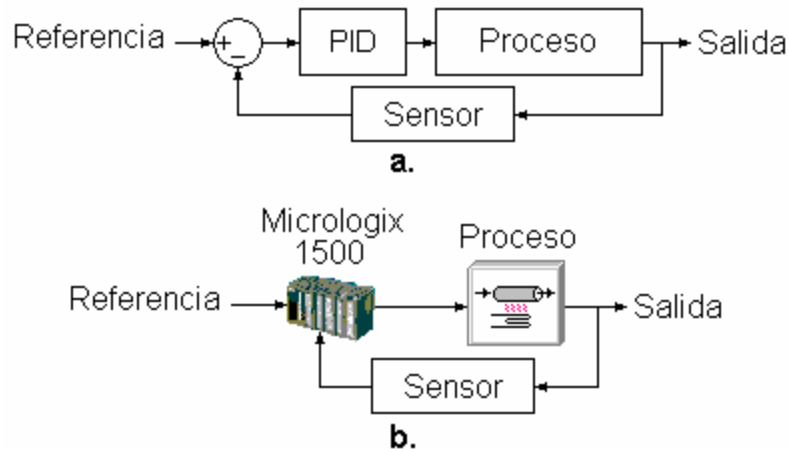 Referencia
+
−
PID
Proceso
Salida
Sensor
a.
Micrologix
1500
Proceso
Referencia
Salida
Sensor
b.